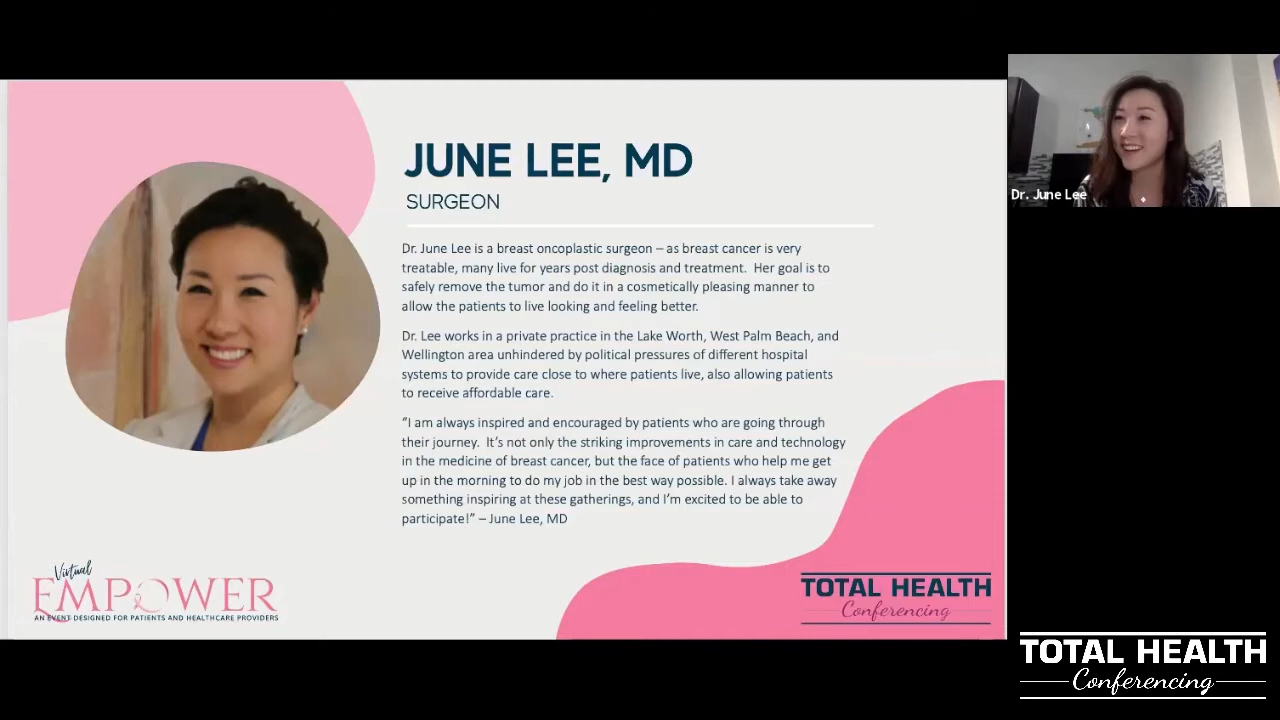 JUNE LEE, MD
SURGEON
Dr. June Lee is a breast oncoplastic surgeon – as breast cancer is very
treatable, many live for years post diagnosis and treatment.  Her goal is to
safely remove the tumor and do it in a cosmetically pleasing manner to
allow the patients to live looking and feeling better.
Dr. Lee works in a private practice in the Lake Worth, West Palm Beach, and
Wellington area unhindered by political pressures of different hospital
systems to provide care close to where patients live, also allowing patients
to receive affordable care.
“I am always inspired and encouraged by patients who are going through
their journey.  It’s not only the striking improvements in care and technology
in the medicine of breast cancer, but the face of patients who help me get
up in the morning to do my job in the best way possible. I always take away
something inspiring at these gatherings, and I’m excited to be able to
participate!” – June Lee, MD
Virtual
EMPOWER
AN EVENT DESIGNED FOR PATIENTS AND HEALTHCARE PROVIDERS
TOTAL HEALTH
Conferencing
Dr. June Lee
TOTAL HEALTH
Conferencing